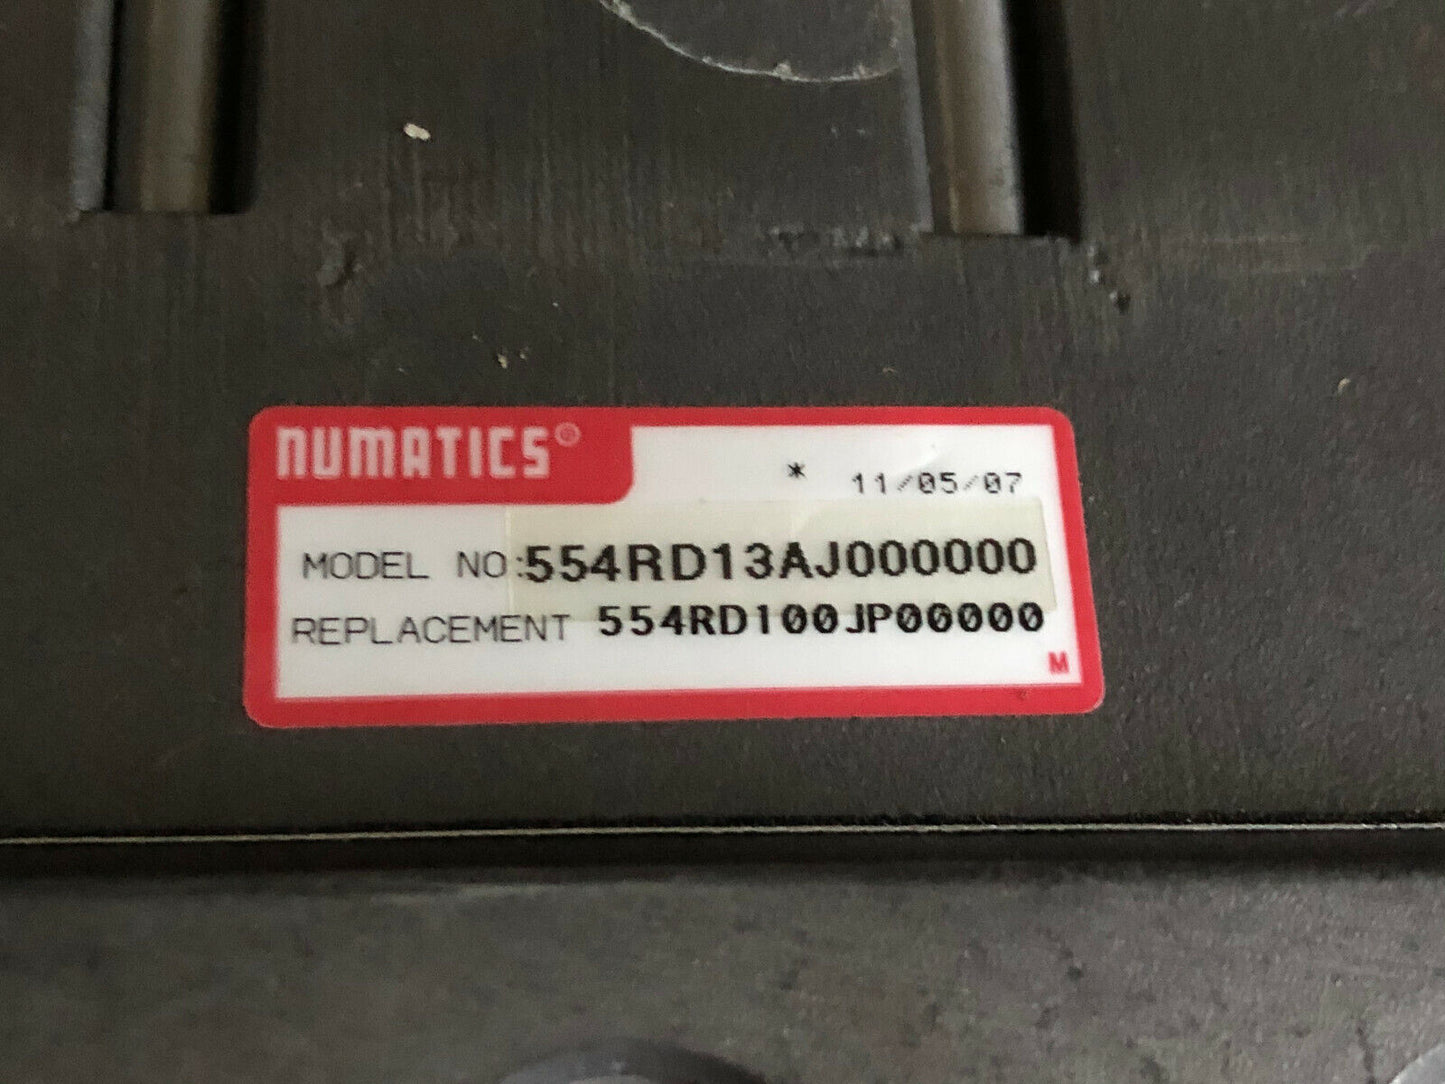 NUMATICS®
* 11/05/07
MODEL NO: 554RD13AJ000000
REPLACEMENT 554RD100JP00000
M